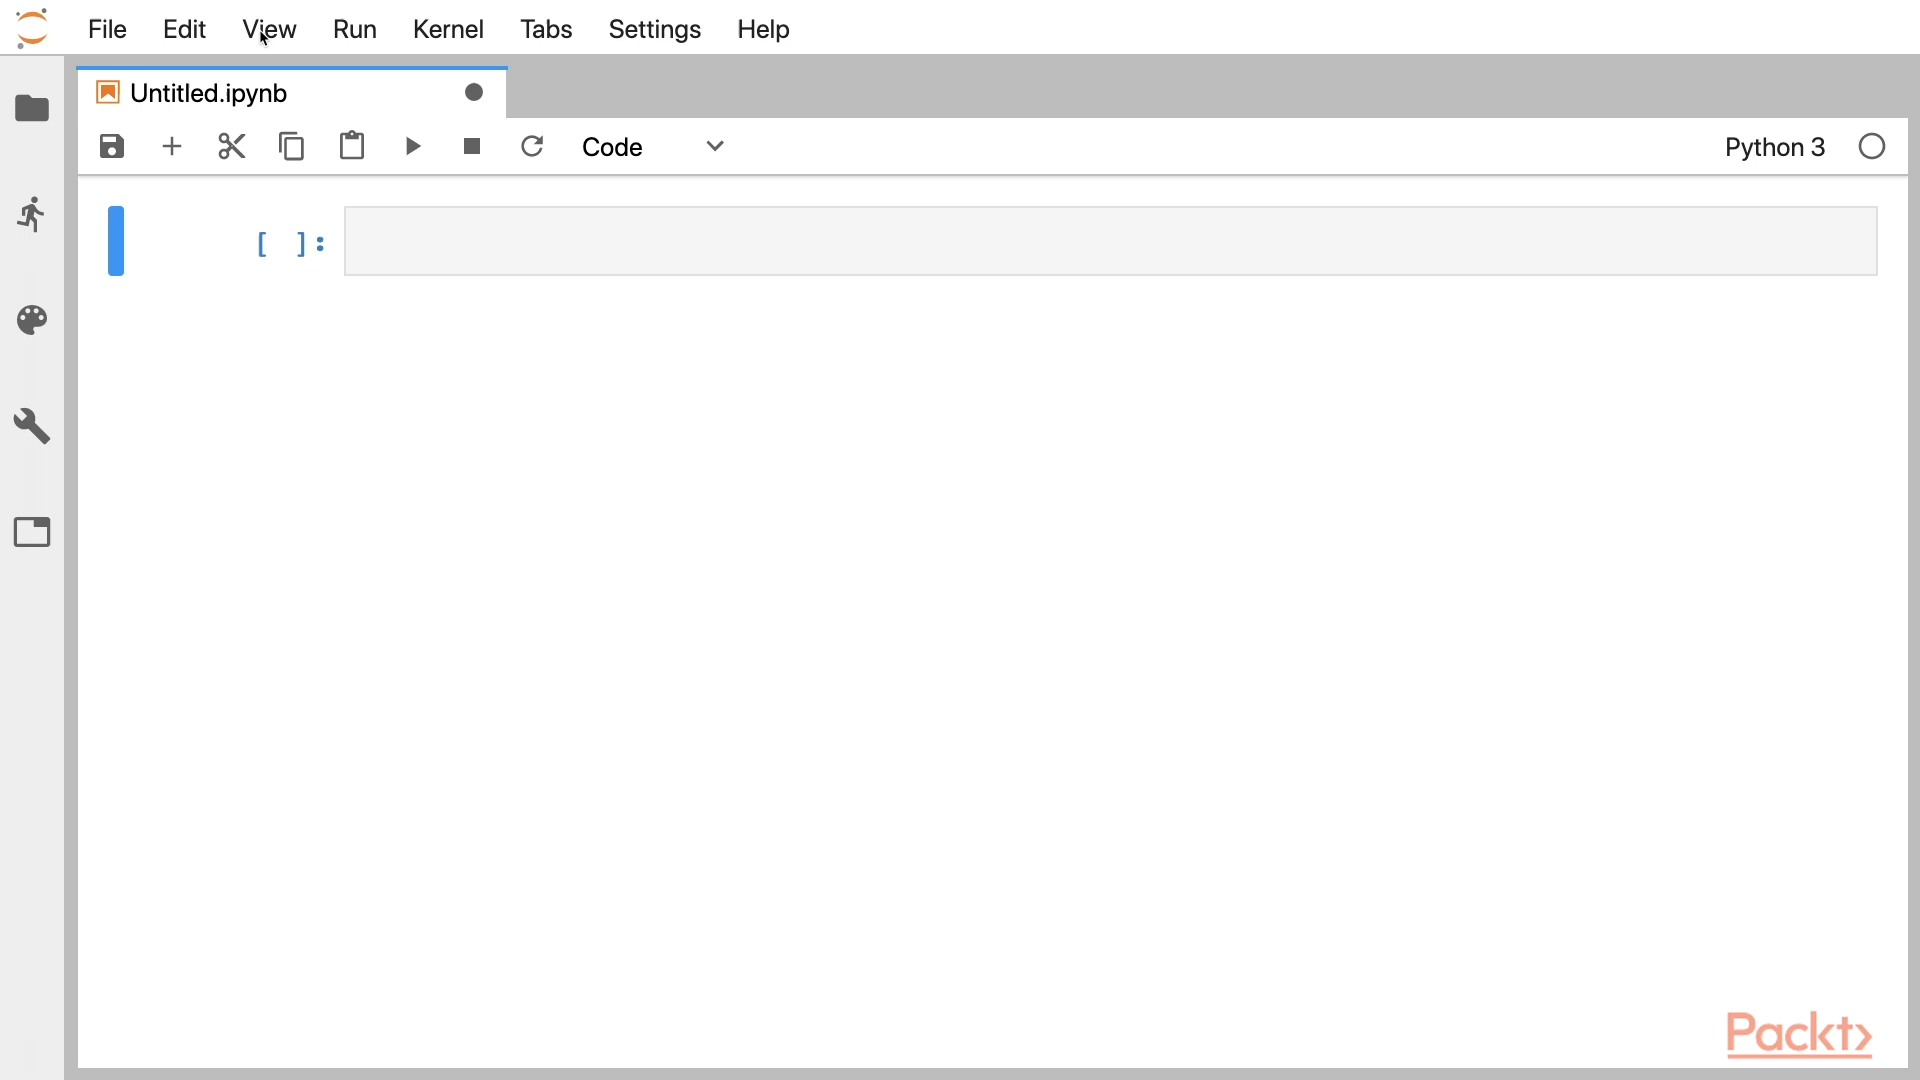 File Edit View Run Kernel Tabs Settings Help
Untitled.ipynb
Code
Python 3
[ ]:
Packt>